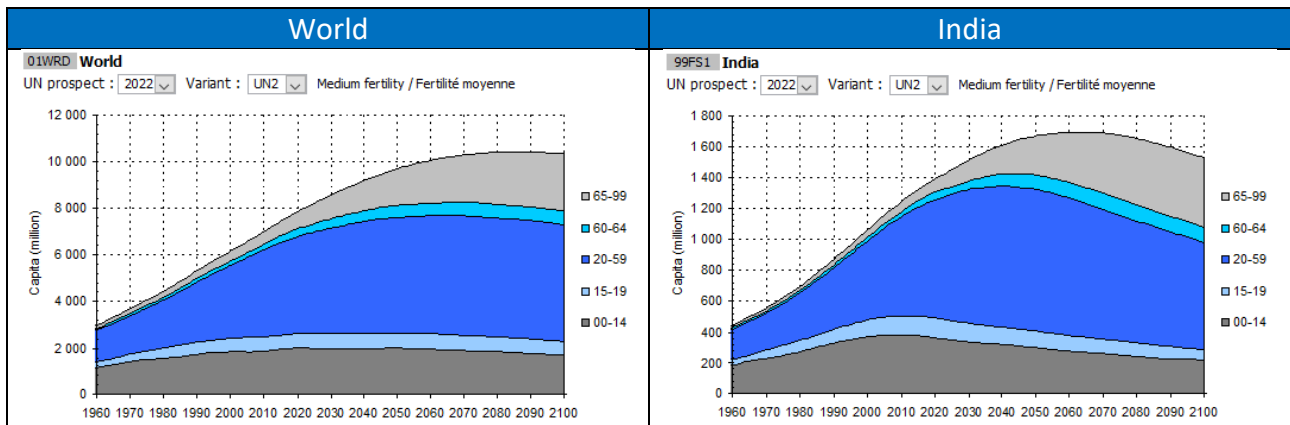 World
India
01WRD World
UN prospect : 2022 Variant : UN2 Medium fertility / Fertilité moyenne
12 000
10 000
8 000
6 000
4 000
2 000
0
Capita (million)
1960 1970 1980 1990 2000 2010 2020 2030 2040 2050 2060 2070 2080 2090 2100
65-99
60-64
20-59
15-19
00-14
99FS1 India
UN prospect : 2022 Variant : UN2 Medium fertility / Fertilité moyenne
1 800
1 600
1 400
1 200
1 000
800
600
400
200
0
Capita (million)
1960 1970 1980 1990 2000 2010 2020 2030 2040 2050 2060 2070 2080 2090 2100
65-99
60-64
20-59
15-19
00-14